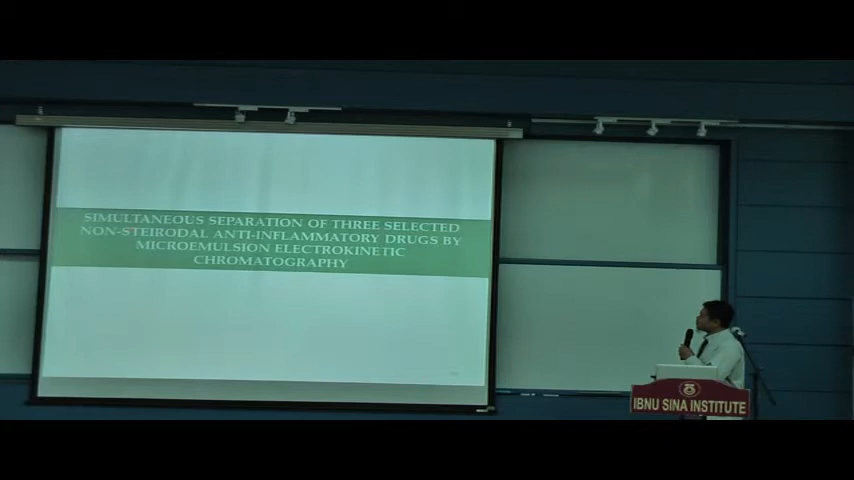 SIMULTANEOUS SEPARATION OF THREE SELECTED
NON-STEIRODAL ANTI-INFLAMMATORY DRUGS BY
MICROEMULSION ELECTROKINETIC
CHROMATOGRAPHY
IBNU SINA INSTITUTE